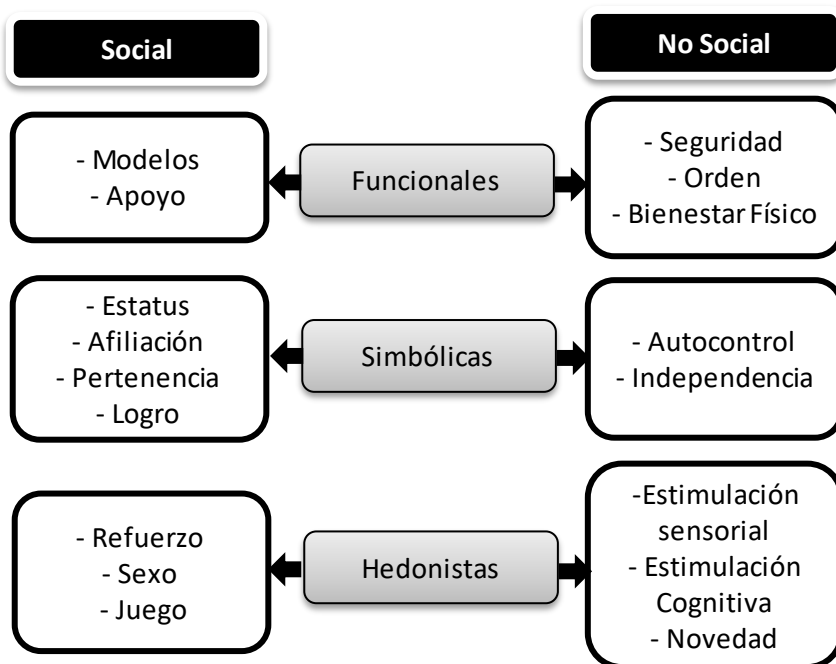 Social
No Social
- Modelos
- Apoyo
Funcionales
- Seguridad
- Orden
- Bienestar Físico
- Estatus
- Afiliación
- Pertenencia
- Logro
Simbólicas
- Autocontrol
- Independencia
- Refuerzo
- Sexo
- Juego
Hedonistas
-Estimulación
sensorial
- Estimulación
Cognitiva
- Novedad